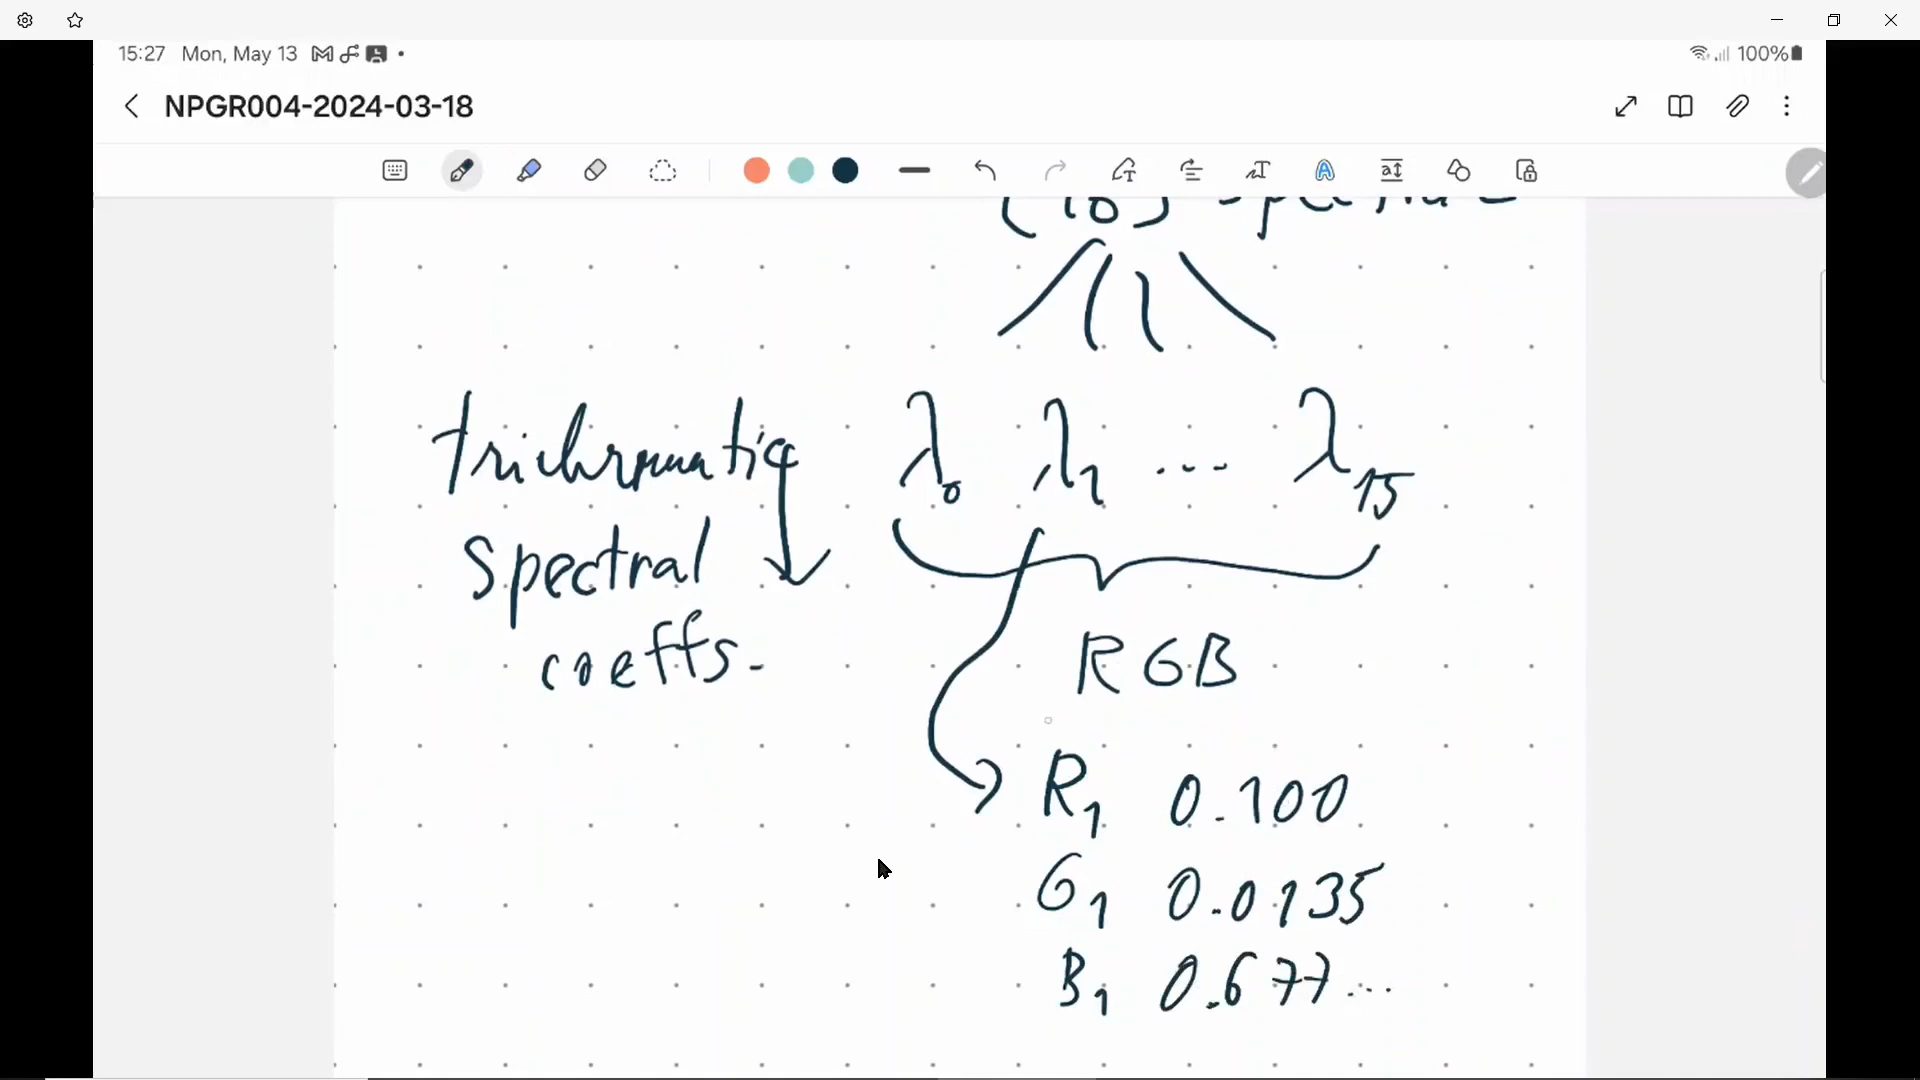 15:27 Mon, May 13
100%
NPGR004-2024-03-18
trichromatic λ0 λ1 ... λ15
spectral
coeffs.
RGB
R1 0.100
G1 0.0135
B1 0.677...